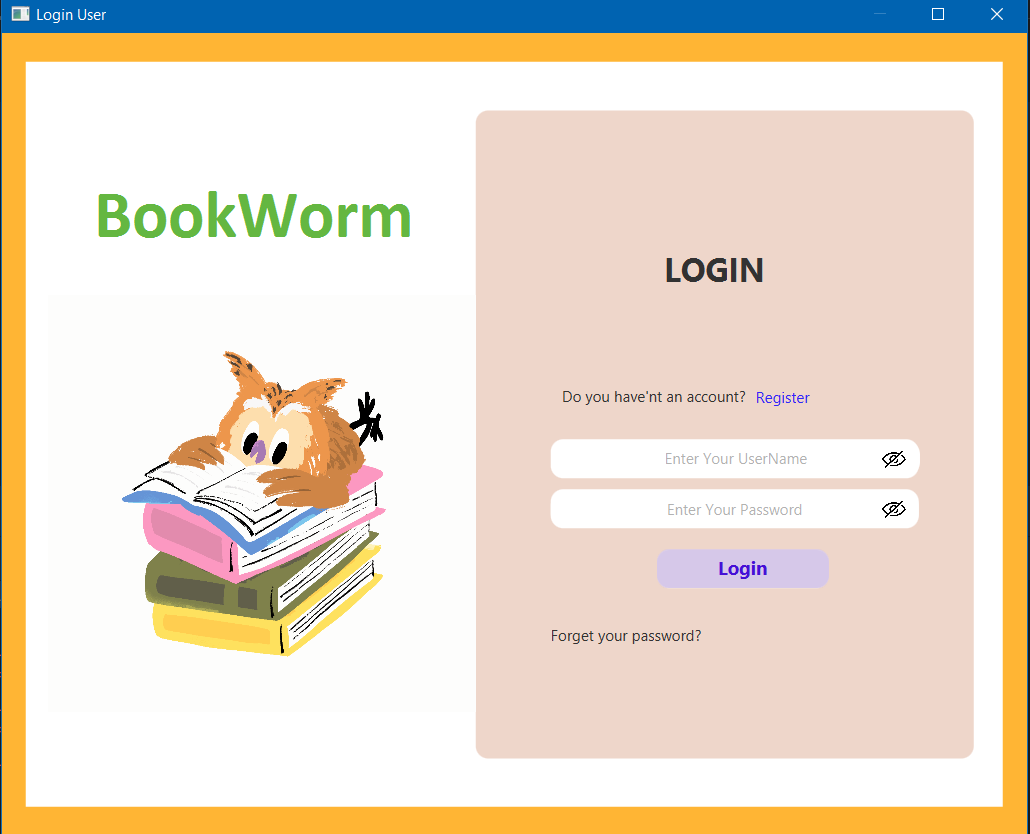 Login User
BookWorm
LOGIN
Do you have'nt an account? Register
Enter Your UserName
Enter Your Password
Login
Forget your password?